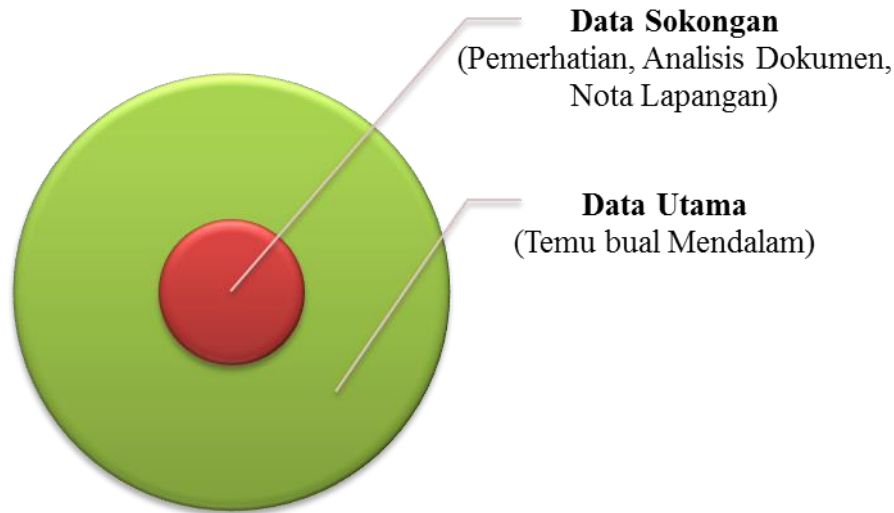 Data Sokongan
(Pemerhatian, Analisis Dokumen,
Nota Lapangan)
Data Utama
(Temu bual Mendalam)